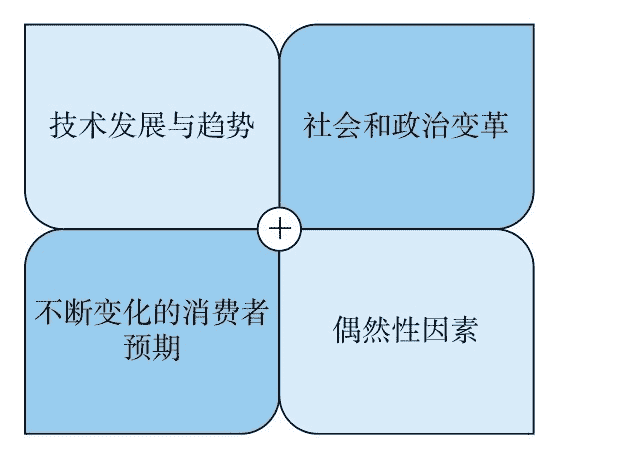 技术发展与趋势
社会和政治变革
+
不断变化的消费者
预期
偶然性因素